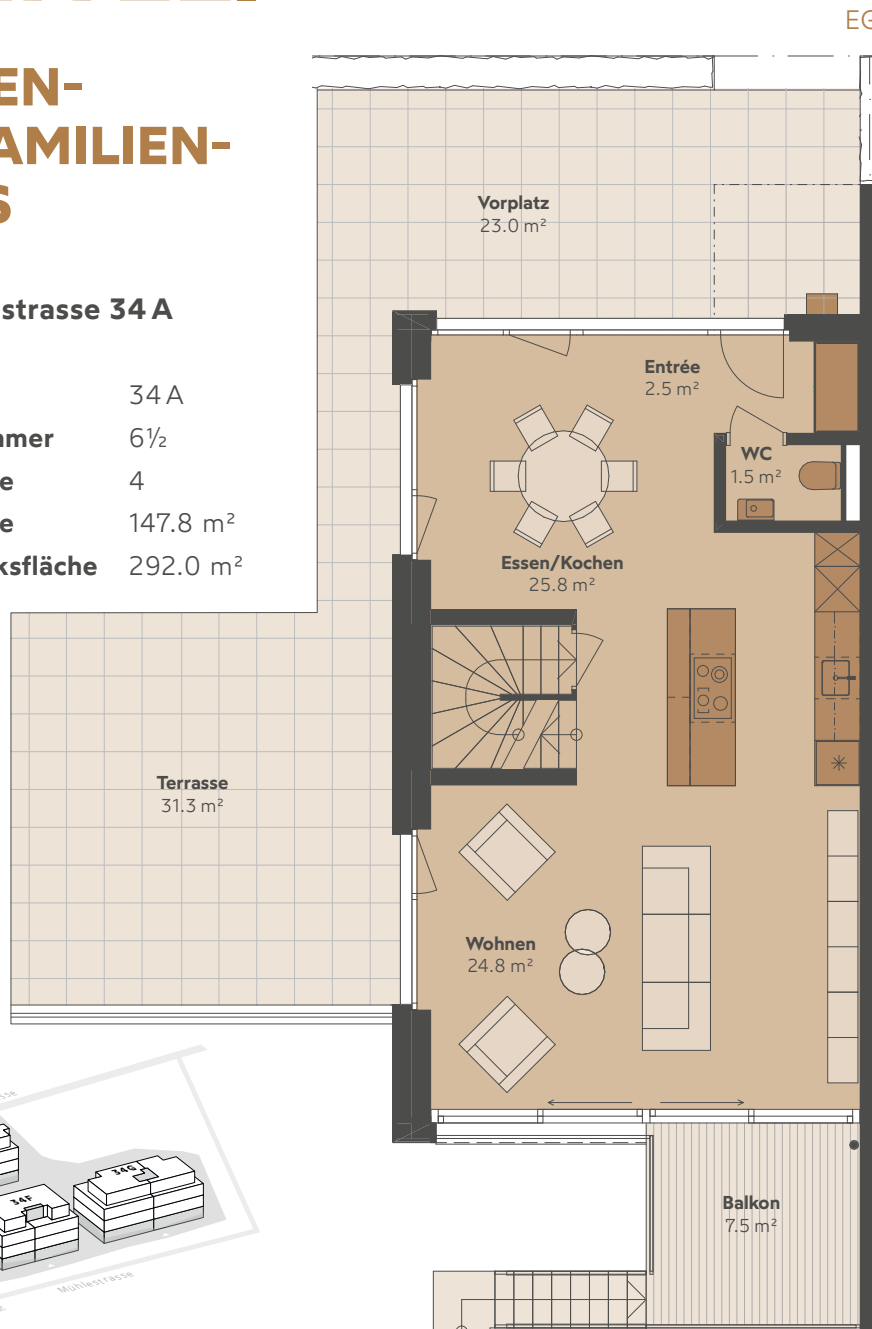 EN-
AMILIEN-
S
strasse 34 A
34 A
mer 6½
e 4
e 147.8 m²
ksfläche 292.0 m²
EG
Vorplatz
23.0 m²
Entrée
2.5 m²
WC
1.5 m²
Essen/Kochen
25.8 m²
Terrasse
31.3 m²
Wohnen
24.8 m²
Balkon
7.5 m²
sse
34G
34F
Mühlestrasse